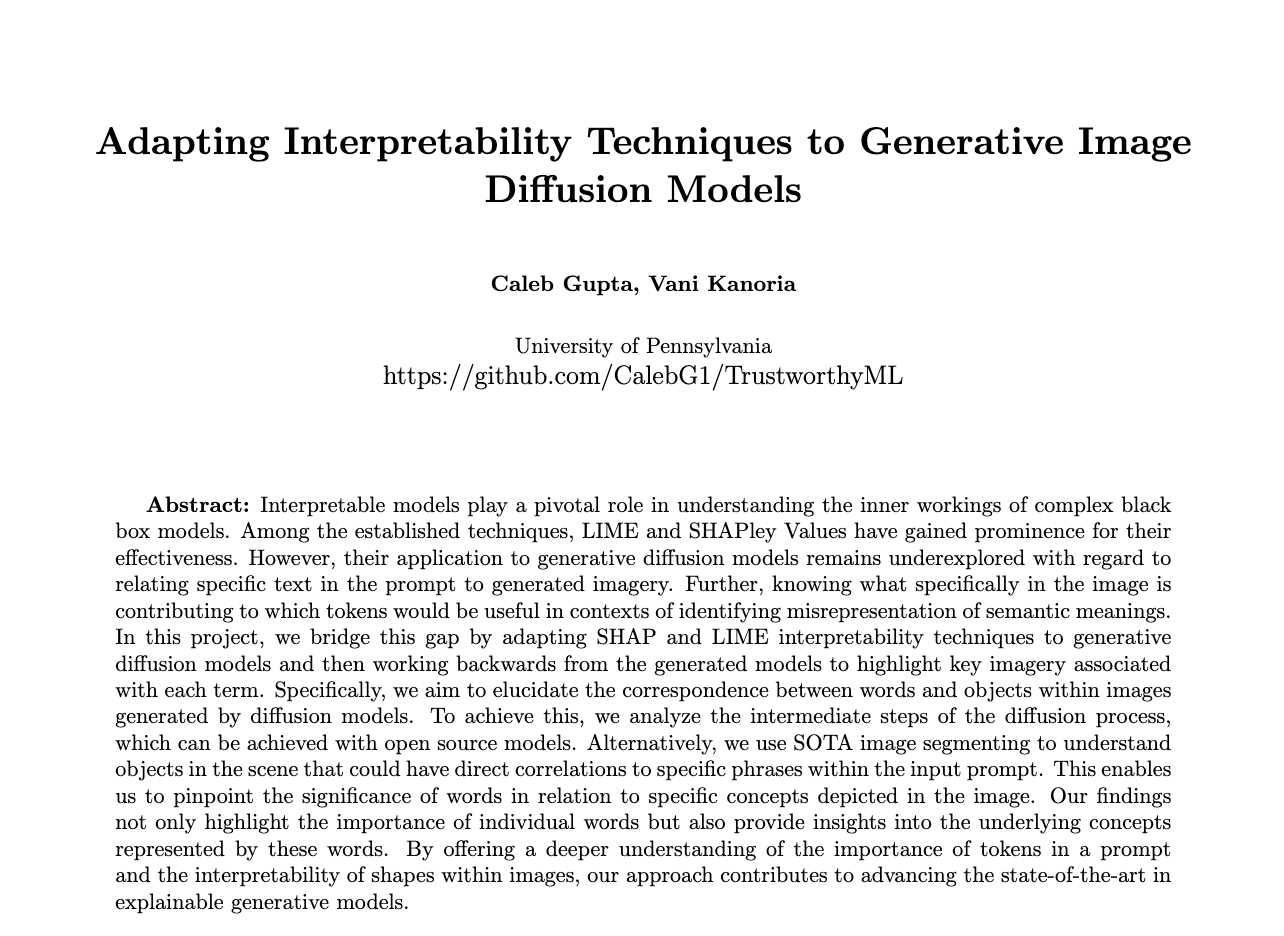 Adapting Interpretability Techniques to Generative Image
Diffusion Models
Caleb Gupta, Vani Kanoria
University of Pennsylvania
https://github.com/CalebG1/TrustworthyML
Abstract: Interpretable models play a pivotal role in understanding the inner workings of complex black
box models. Among the established techniques, LIME and SHAPley Values have gained prominence for their
effectiveness. However, their application to generative diffusion models remains underexplored with regard to
relating specific text in the prompt to generated imagery. Further, knowing what specifically in the image is
contributing to which tokens would be useful in contexts of identifying misrepresentation of semantic meanings.
In this project, we bridge this gap by adapting SHAP and LIME interpretability techniques to generative
diffusion models and then working backwards from the generated models to highlight key imagery associated
with each term. Specifically, we aim to elucidate the correspondence between words and objects within images
generated by diffusion models. To achieve this, we analyze the intermediate steps of the diffusion process,
which can be achieved with open source models. Alternatively, we use SOTA image segmenting to understand
objects in the scene that could have direct correlations to specific phrases within the input prompt. This enables
us to pinpoint the significance of words in relation to specific concepts depicted in the image. Our findings
not only highlight the importance of individual words but also provide insights into the underlying concepts
represented by these words. By offering a deeper understanding of the importance of tokens in a prompt
and the interpretability of shapes within images, our approach contributes to advancing the state-of-the-art in
explainable generative models.